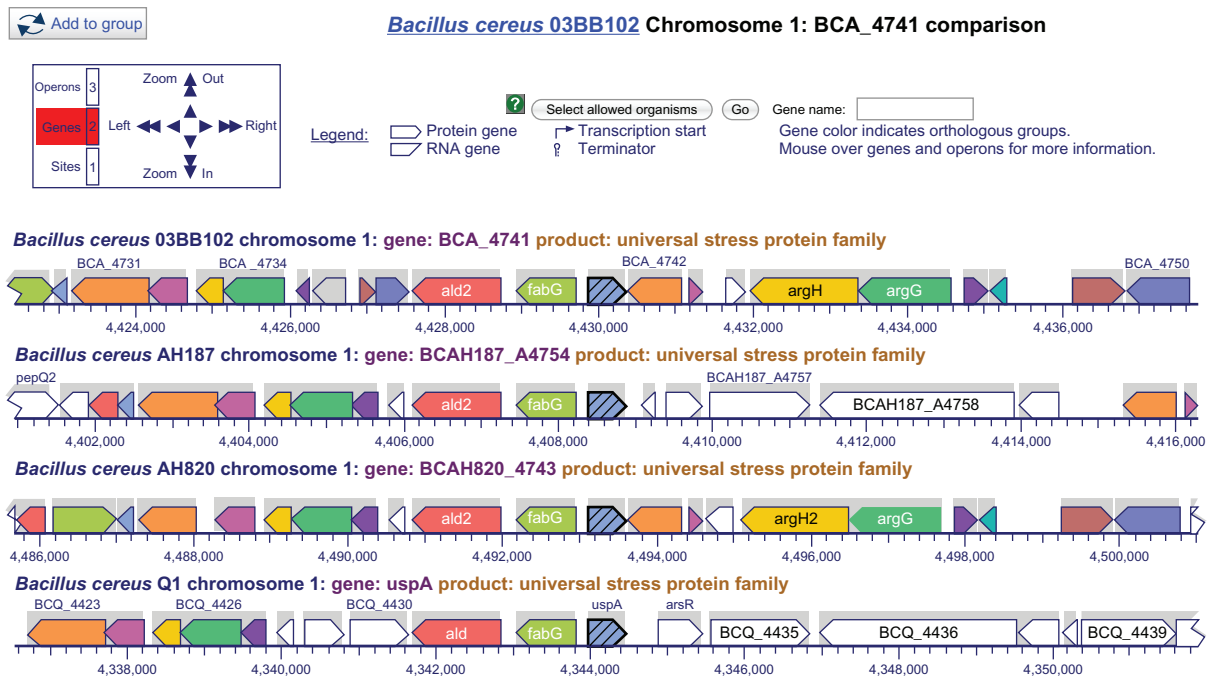 Add to group
Bacillus cereus 03BB102 Chromosome 1: BCA_4741 comparison
Operons 3
Genes 2
Sites 1
Zoom Out
Left Right
Zoom In
? Select allowed organisms Go Gene name:
Legend: Protein gene Transcription start Gene color indicates orthologous groups.
RNA gene Terminator Mouse over genes and operons for more information.
Bacillus cereus 03BB102 chromosome 1: gene: BCA_4741 product: universal stress protein family
BCA_4731 BCA_4734 BCA_4742 BCA_4750
ald2 fabG argH argG
4,424,000 4,426,000 4,428,000 4,430,000 4,432,000 4,434,000 4,436,000
Bacillus cereus AH187 chromosome 1: gene: BCAH187_A4754 product: universal stress protein family
pepQ2 BCAH187_A4757
ald2 fabG BCAH187_A4758
4,402,000 4,404,000 4,406,000 4,408,000 4,410,000 4,412,000 4,414,000 4,416,000
Bacillus cereus AH820 chromosome 1: gene: BCAH820_4743 product: universal stress protein family
ald2 fabG argH2 argG
4,486,000 4,488,000 4,490,000 4,492,000 4,494,000 4,496,000 4,498,000 4,500,000
Bacillus cereus Q1 chromosome 1: gene: uspA product: universal stress protein family
BCQ_4423 BCQ_4426 BCQ_4430 uspA arsR
ald fabG BCQ_4435 BCQ_4436 BCQ_4439
4,338,000 4,340,000 4,342,000 4,344,000 4,346,000 4,348,000 4,350,000